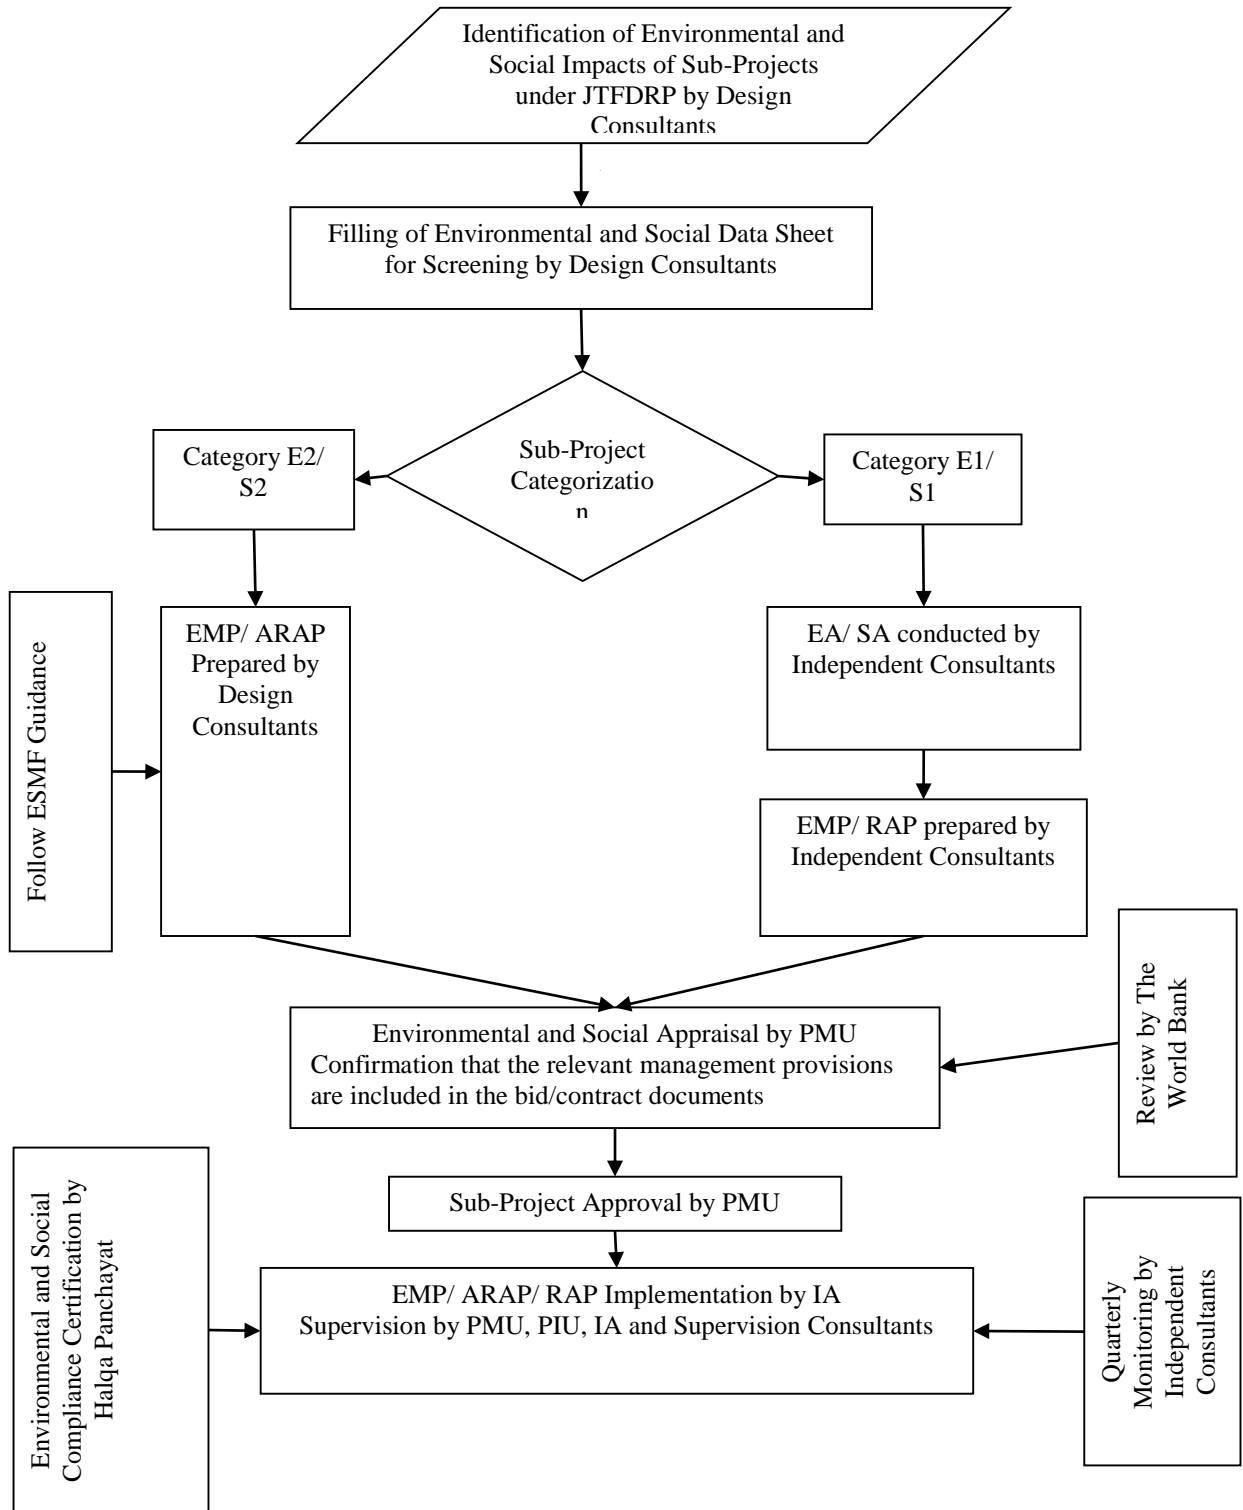 Identification of Environmental and
Social Impacts of Sub-Projects
under JTFDRP by Design
Consultants
Filling of Environmental and Social Data Sheet
for Screening by Design Consultants
Sub-Project
Categorizatio
n
Category E2/
S2
Category E1/
S1
Follow ESMF Guidance
EMP/ ARAP
Prepared by
Design
Consultants
EA/ SA conducted by
Independent Consultants
EMP/ RAP prepared by
Independent Consultants
Review by The
World Bank
Environmental and Social Appraisal by PMU
Confirmation that the relevant management provisions
are included in the bid/contract documents
Sub-Project Approval by PMU
Environmental and Social
Compliance Certification by
Halqa Panchayat
EMP/ ARAP/ RAP Implementation by IA
Supervision by PMU, PIU, IA and Supervision Consultants
Quarterly
Monitoring by
Independent
Consultants